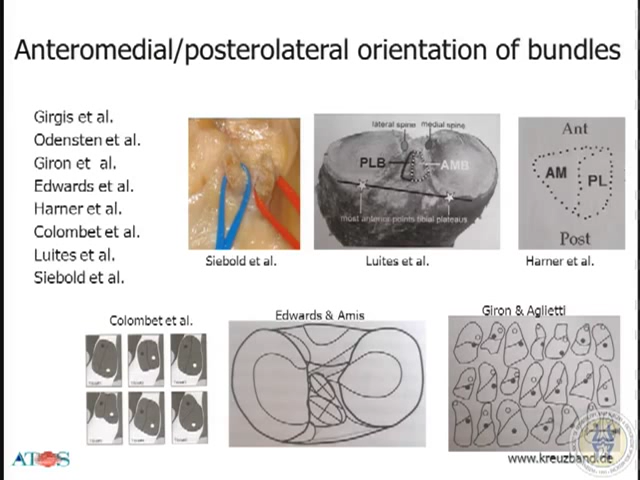 Anteromedial/posterolateral orientation of bundles
Girgis et al.
Odensten et al.
Giron et al.
Edwards et al.
Harner et al.
Colombet et al.
Luites et al.
Siebold et al.
lateral spine medial spine
PLB AMB
most anterior points tibial plateaus
Ant
AM PL
Post
Siebold et al.
Luites et al.
Harner et al.
Colombet et al.
Edwards & Amis
Giron & Aglietti
ATOS
www.kreuzband.de